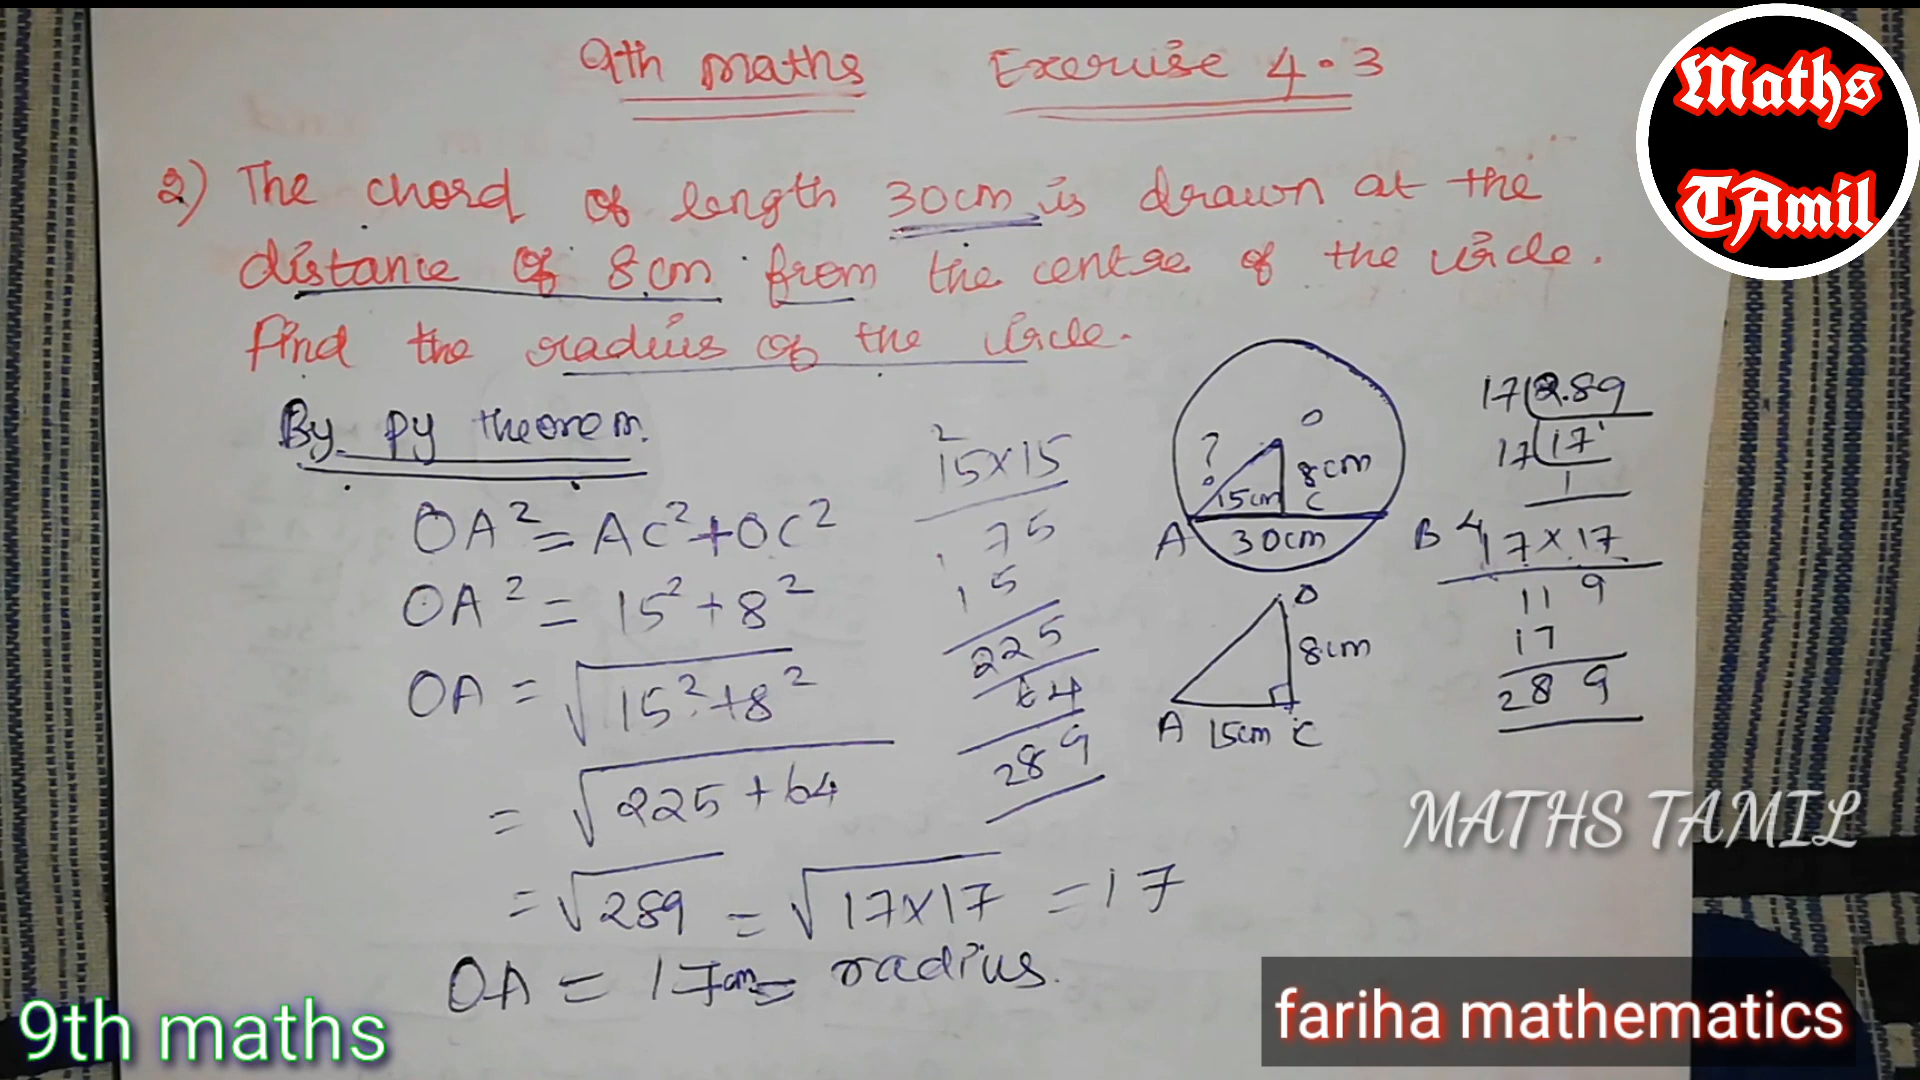 9th maths Exercise 4.3
2) The chord of length 30cm is drawn at the
distance of 8cm from the centre of the circle.
Find the radius of the circle.
By py theorem.
OA² = AC² + OC²
OA² = 15² + 8²
OA = √15² + 8²
= √225 + 64
= √289 = √17×17 = 17
OA = 17cm = radius.
2
15×15
75
15
225
64
289
O
?
8cm
15cm C
A 30cm B
O
8cm
A 15cm C
17 289
17 17
1
4
17×17
119
17
289
Maths
TAmil
MATHS TAMIL
9th maths
fariha mathematics